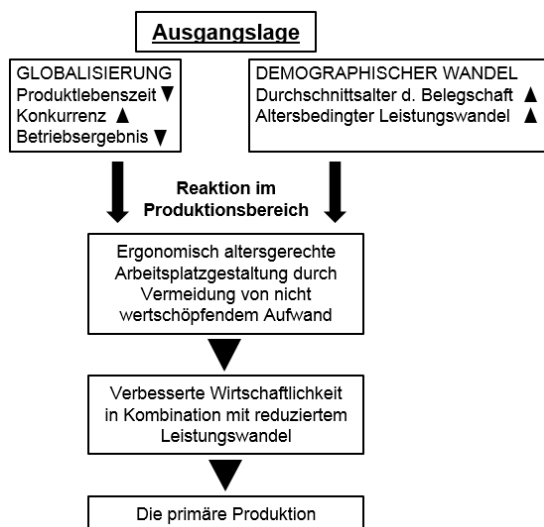 Ausgangslage
GLOBALISIERUNG
Produktlebenszeit ▼
Konkurrenz ▲
Betriebsergebnis ▼
DEMOGRAPHISCHER WANDEL
Durchschnittsalter d. Belegschaft ▲
Altersbedingter Leistungswandel ▲
Reaktion im
Produktionsbereich
Ergonomisch altersgerechte
Arbeitsplatzgestaltung durch
Vermeidung von nicht
wertschöpfendem Aufwand
Verbesserte Wirtschaftlichkeit
in Kombination mit reduziertem
Leistungswandel
Die primäre Produktion